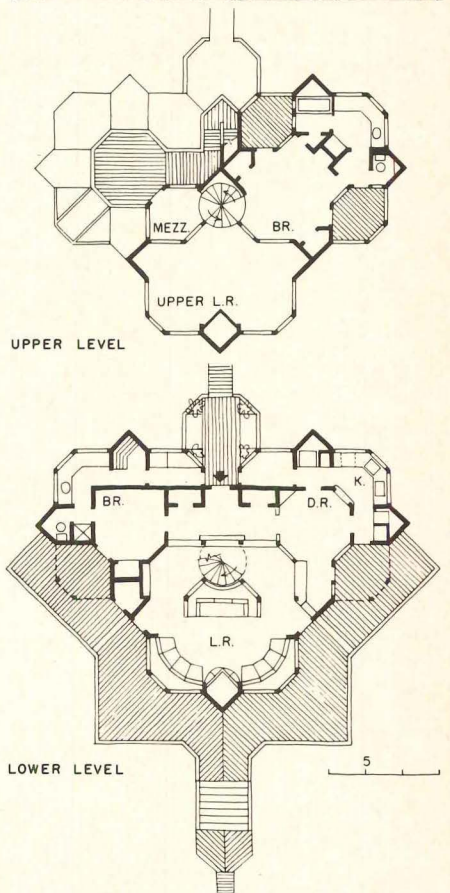 MEZZ.
BR.
UPPER L.R.
UPPER LEVEL
K.
BR.
D.R.
L.R.
LOWER LEVEL
5